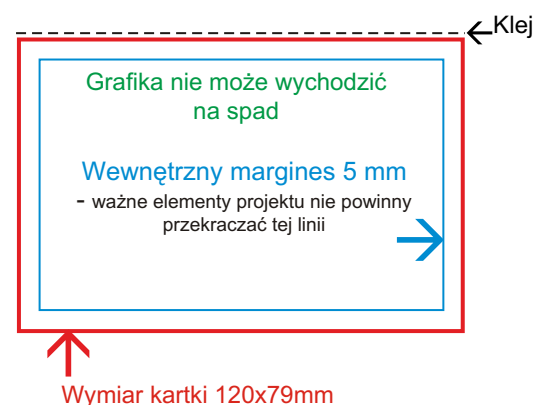 Klej
Grafika nie może wychodzić
na spad
Wewnętrzny margines 5 mm
- ważne elementy projektu nie powinny
przekraczać tej linii
Wymiar kartki 120x79mm